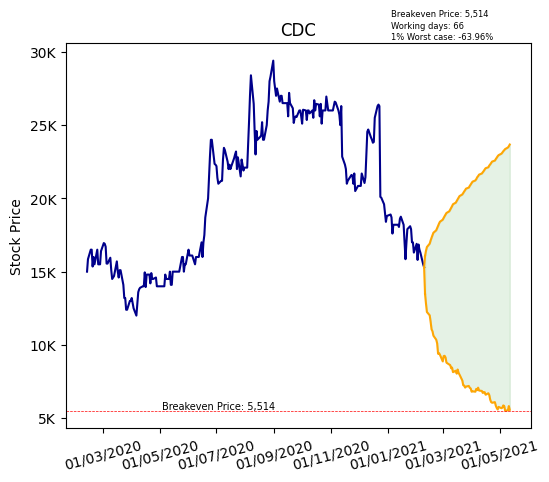 Breakeven Price: 5,514
Working days: 66
1% Worst case: -63.96%
CDC
Stock Price
30K
25K
20K
15K
10K
5K
Breakeven Price: 5,514
01/03/2020
01/05/2020
01/07/2020
01/09/2020
01/11/2020
01/01/2021
01/03/2021
01/05/2021